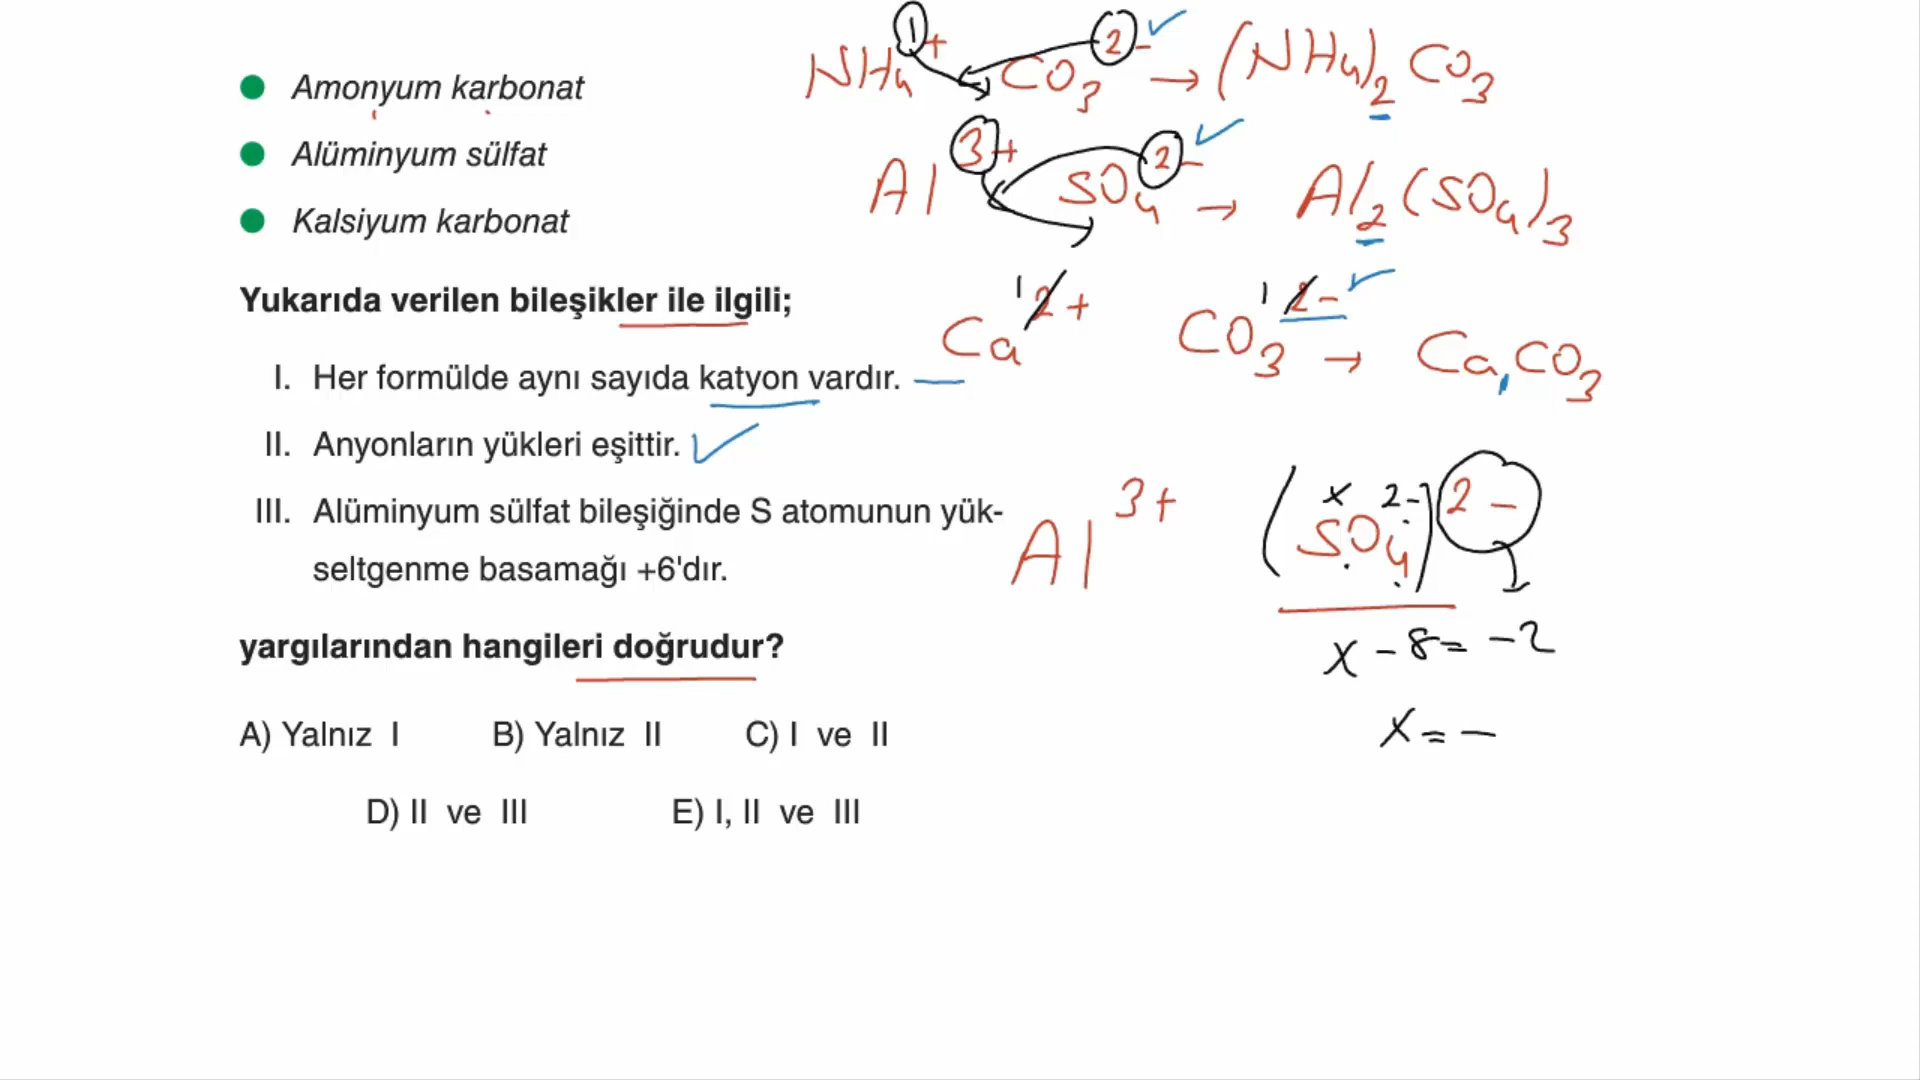 Amonyum karbonat
NH₄ 1+ CO₃ 2- → (NH₄)₂ CO₃
Alüminyum sülfat
Al 3+ SO₄ 2- → Al₂(SO₄)₃
Kalsiyum karbonat
Yukarıda verilen bileşikler ile ilgili;
Ca 1 2+ CO₃ 1 2- → Ca₁CO₃
I. Her formülde aynı sayıda katyon vardır. —
II. Anyonların yükleri eşittir.
III. Alüminyum sülfat bileşiğinde S atomunun yük-
seltgenme basamağı +6'dır.
Al 3+ (x 2- SO₄) 2-
yargılarından hangileri doğrudur?
x - 8 = -2
A) Yalnız I B) Yalnız II C) I ve II
x = -
D) II ve III E) I, II ve III